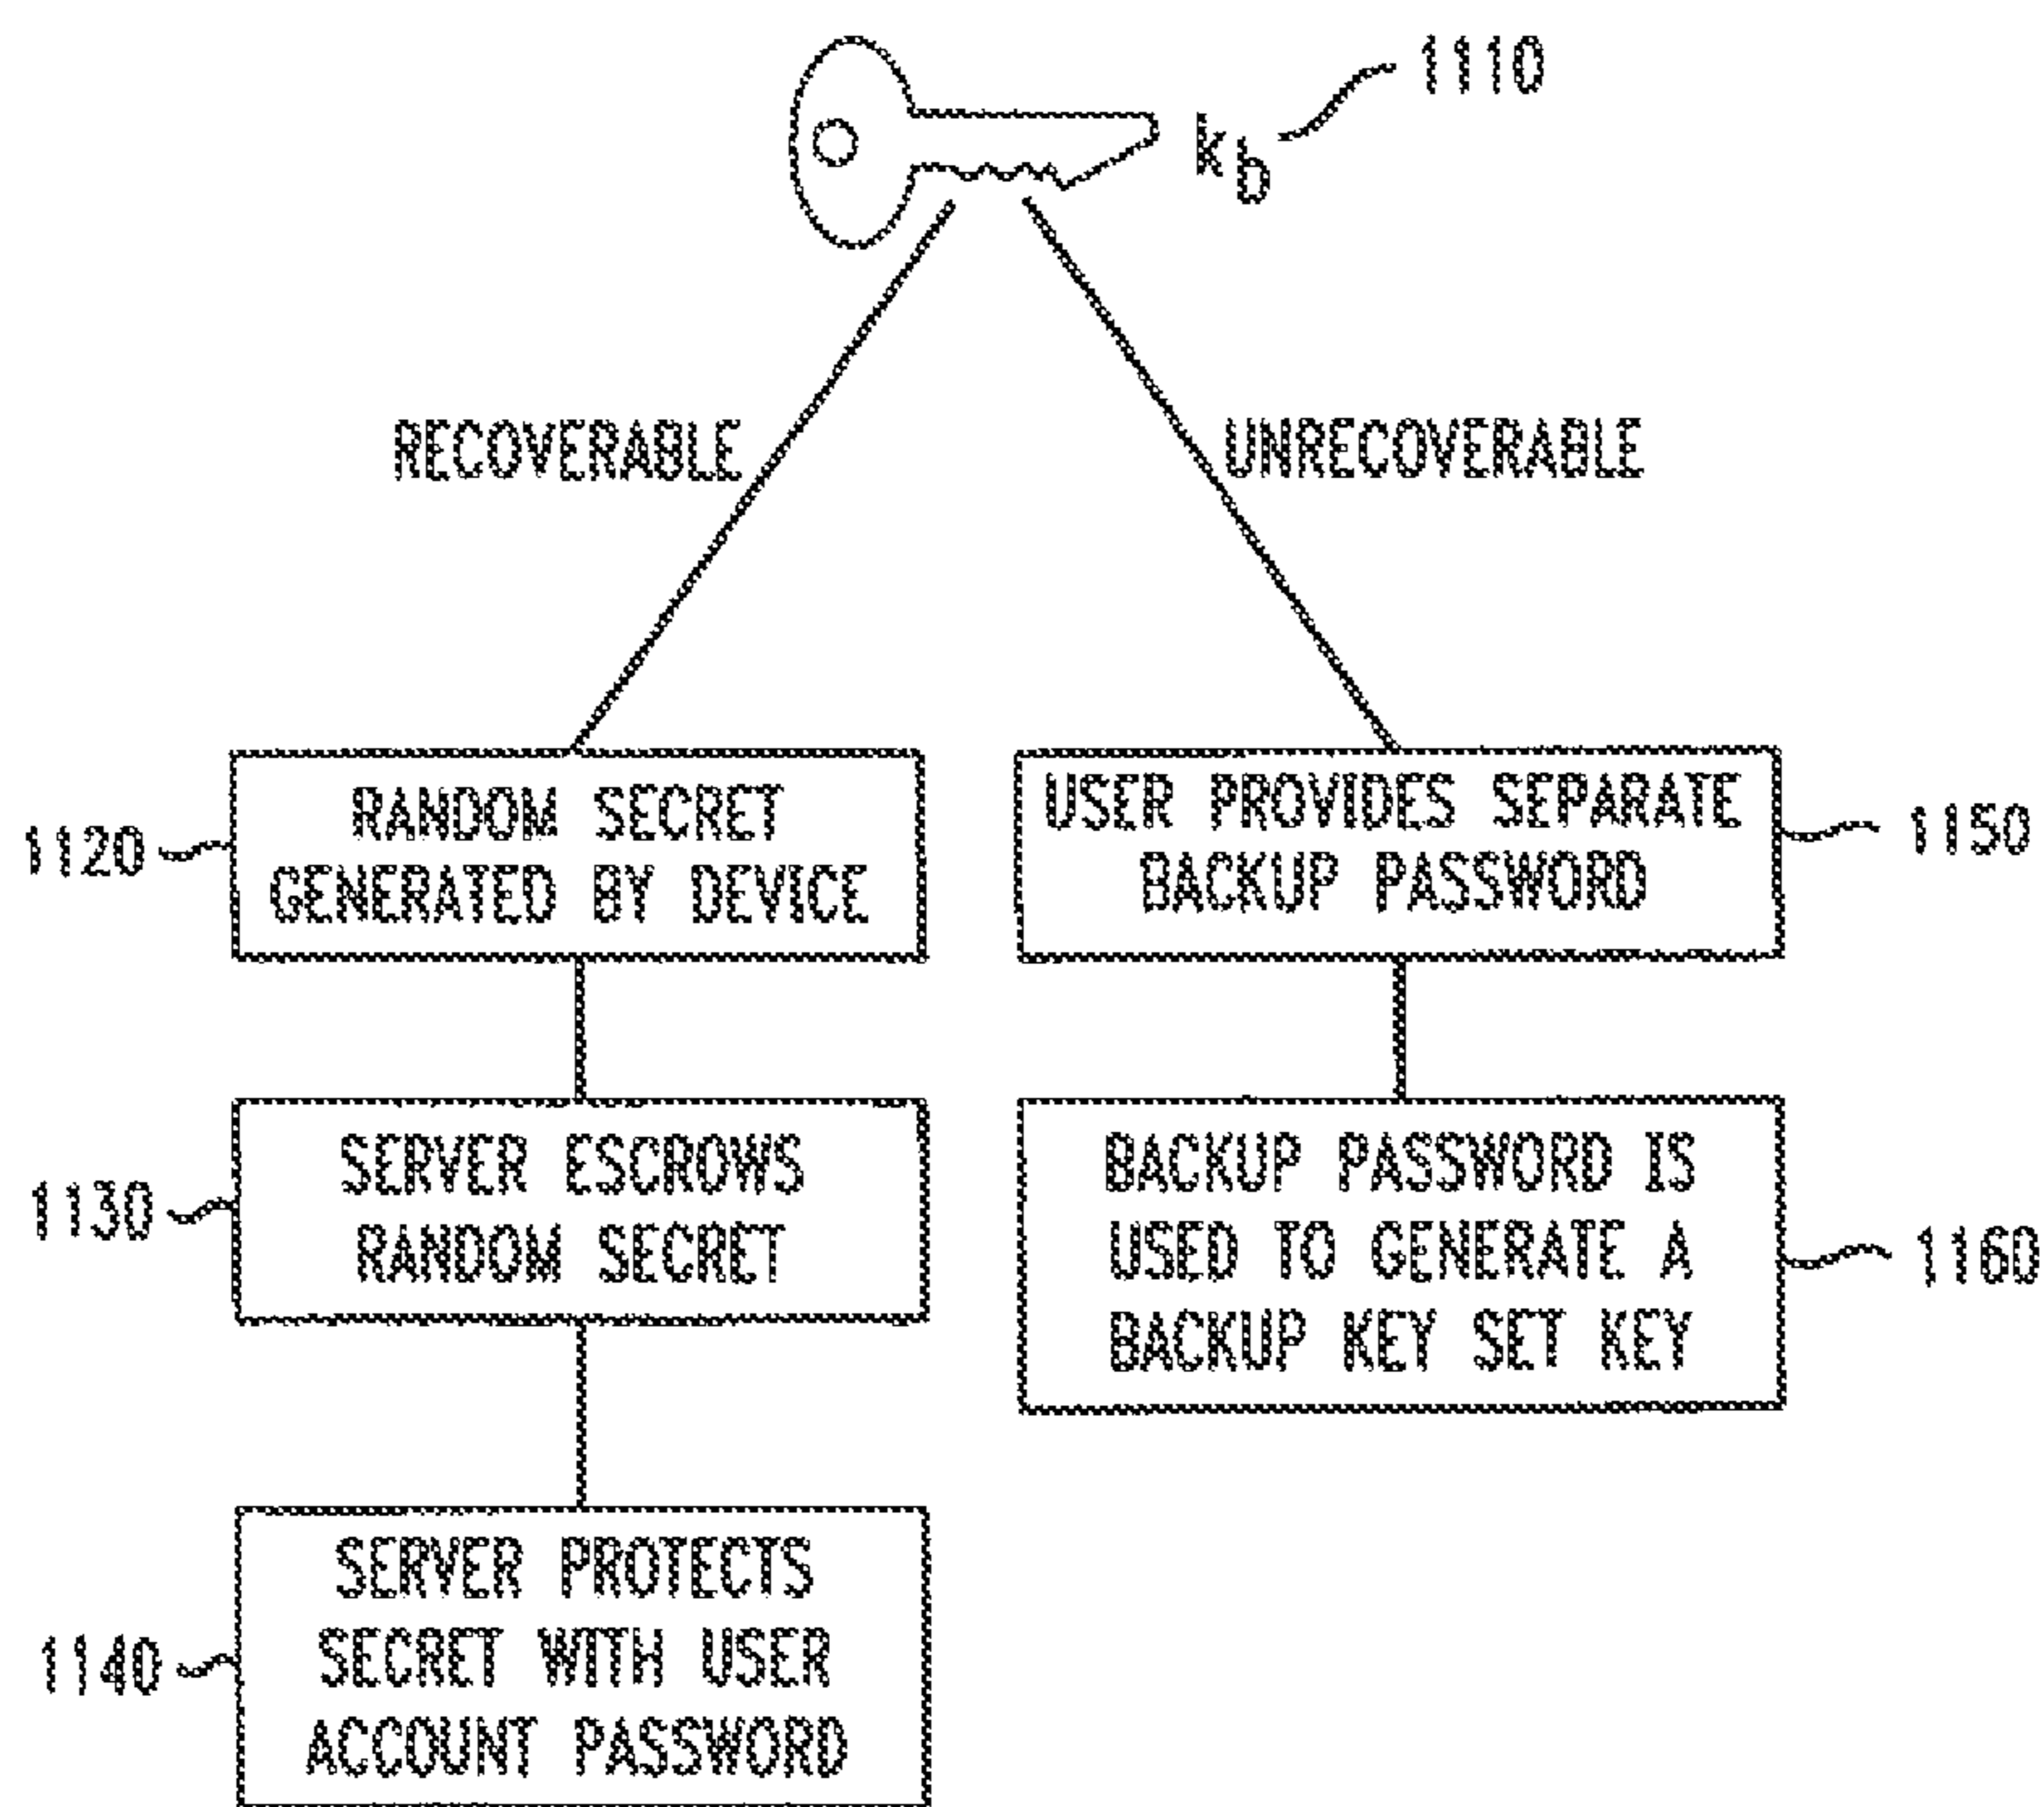 1110
kb
RECOVERABLE
UNRECOVERABLE
1120
RANDOM SECRET
GENERATED BY DEVICE
USER PROVIDES SEPARATE
BACKUP PASSWORD
1150
1130
SERVER ESCROWS
RANDOM SECRET
BACKUP PASSWORD IS
USED TO GENERATE A
BACKUP KEY SET KEY
1160
1140
SERVER PROTECTS
SECRET WITH USER
ACCOUNT PASSWORD